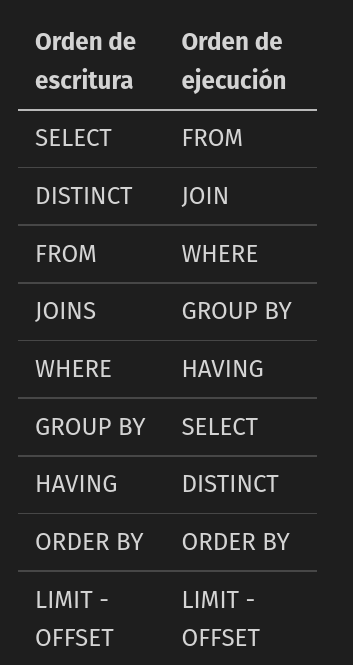 Orden de escritura	Orden de ejecución
SELECT	FROM
DISTINCT	JOIN
FROM	WHERE
JOINS	GROUP BY
WHERE	HAVING
GROUP BY	SELECT
HAVING	DISTINCT
ORDER BY	ORDER BY
LIMIT - OFFSET	LIMIT - OFFSET